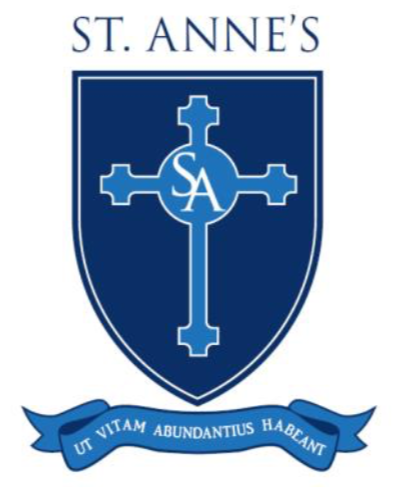 ST. ANNE'S
SA
UT VITAM ABUNDANTIUS HABEANT